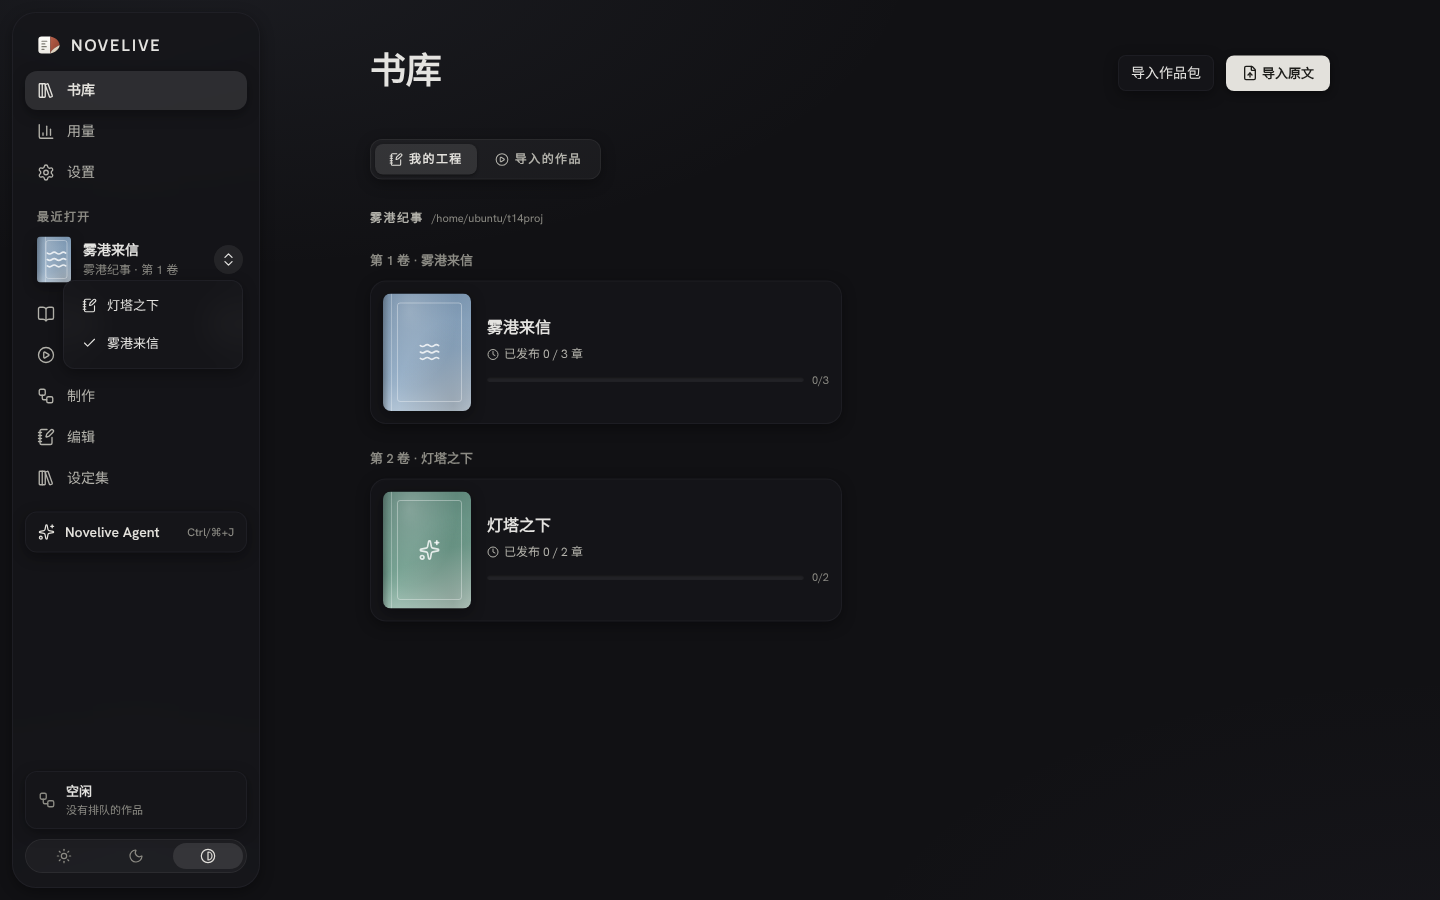 NOVELIVE
书库
用量
设置
最近打开
雾港来信
雾港纪事 · 第 1 卷
灯塔之下
雾港来信
制作
编辑
设定集
Novelive Agent Ctrl/⌘+J
空闲
没有排队的作品
书库
导入作品包
导入原文
我的工程
导入的作品
雾港纪事 /home/ubuntu/t14proj
第 1 卷 · 雾港来信
雾港来信
已发布 0 / 3 章
0/3
第 2 卷 · 灯塔之下
灯塔之下
已发布 0 / 2 章
0/2